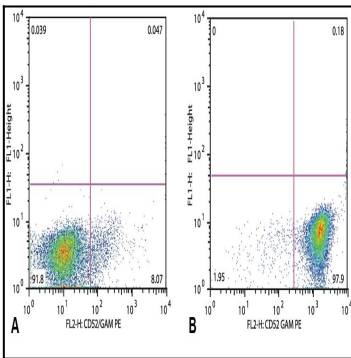 0.039 0.047
10^4
10^3
10^2
10^1
10^0
FL1-H: FL1-Height
91.8 8.07
10^0 10^1 10^2 10^3 10^4
FL2-H: CD52/GAM PE
A
0 0.18
10^4
10^3
10^2
10^1
10^0
FL1-H: FL1-Height
1.95 97.9
10^0 10^1 10^2 10^3 10^4
FL2-H: CD52 GAM PE
B